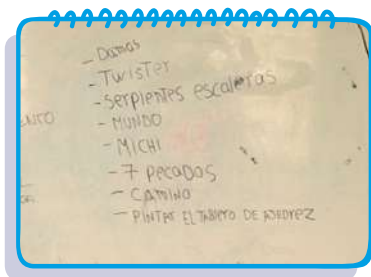 - Damas
- TWISTER
- serpientes escaleras
- MUNDO
- MICHI
- 7 Pecados
- CAMINO
- PINTAR EL TABLERO DE AJEDREZ